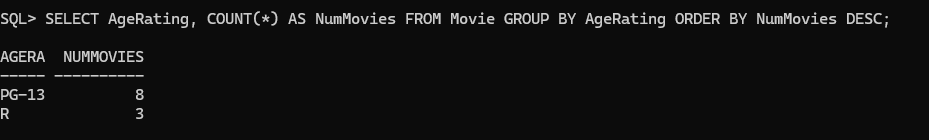 SQL> SELECT AgeRating, COUNT(*) AS NumMovies FROM Movie GROUP BY AgeRating ORDER BY NumMovies DESC;
AGERA  NUMMOVIES
----- ----------
PG-13          8
R              3